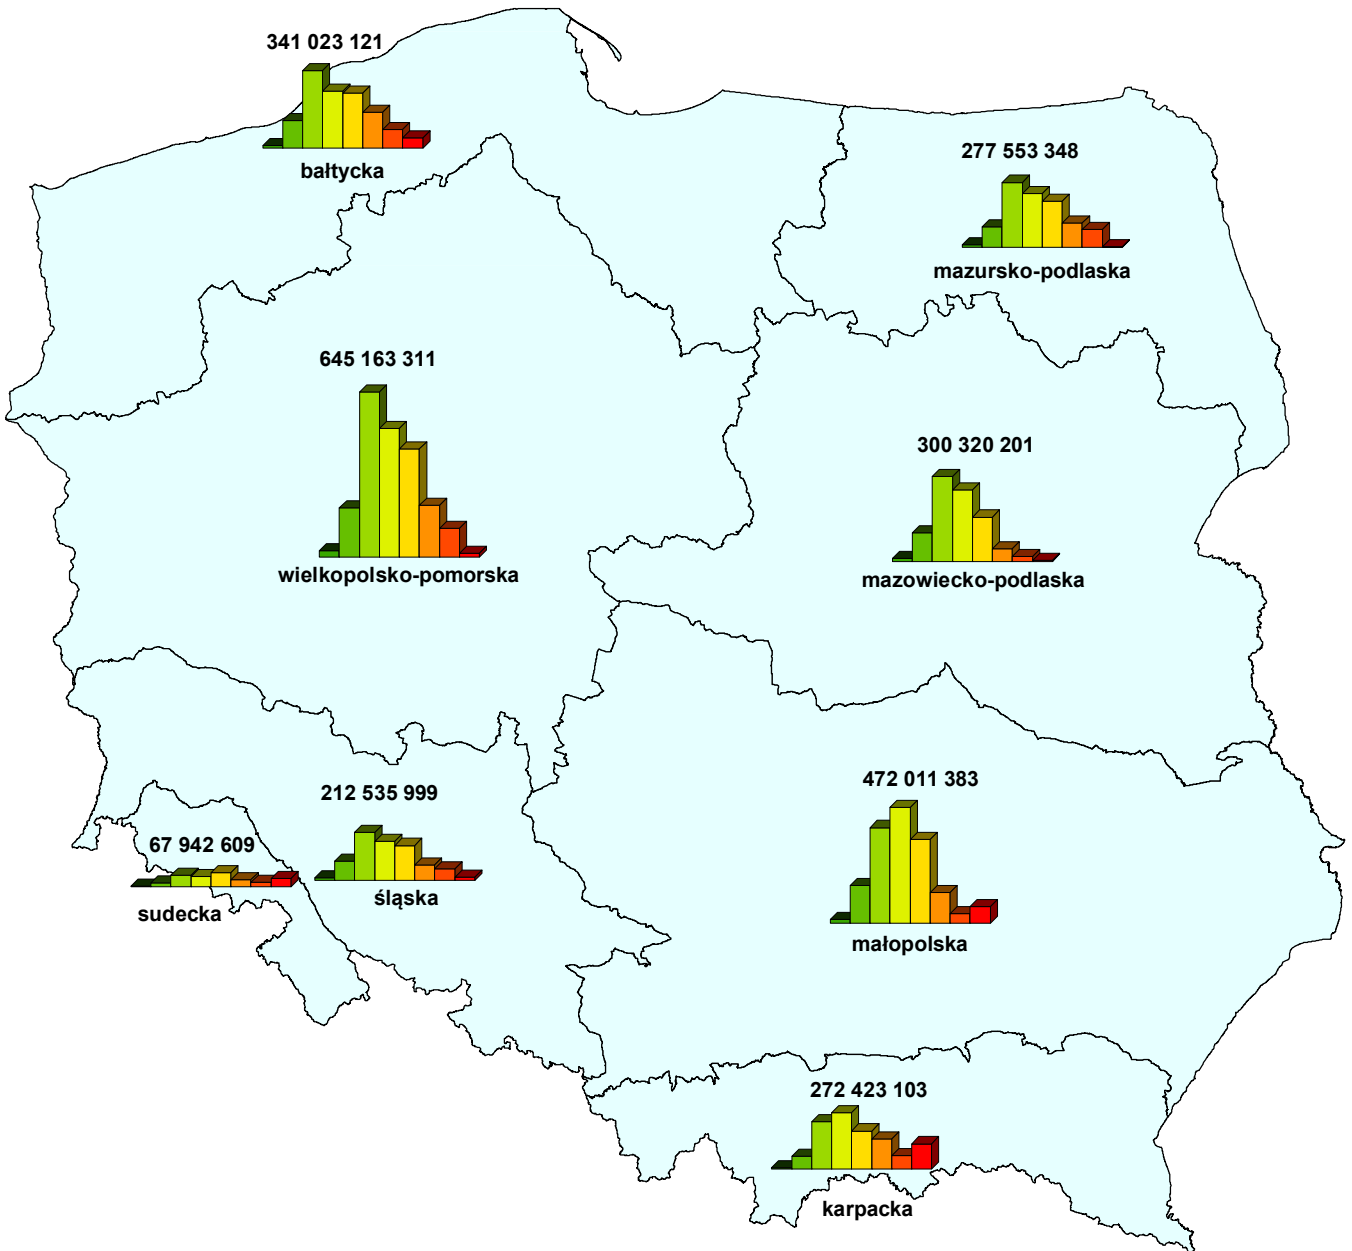 341 023 121
bałtycka
277 553 348
mazursko-podlaska
645 163 311
wielkopolsko-pomorska
300 320 201
mazowiecko-podlaska
472 011 383
małopolska
212 535 999
śląska
67 942 609
sudecka
272 423 103
karpacka